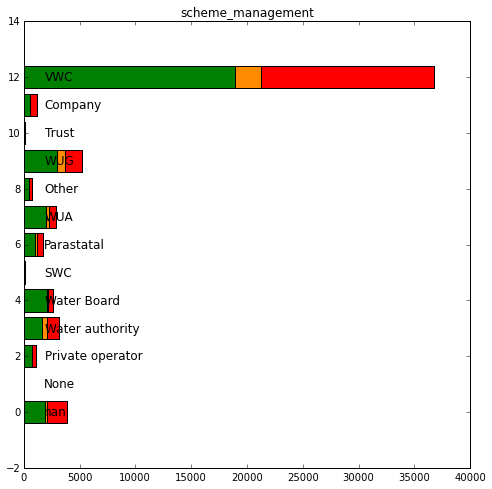 scheme_management
14
12
VWC
Company
10
Trust
WUG
8
Other
WUA
6
Parastatal
SWC
4
Water Board
Water authority
2
Private operator
None
0
nan
−2
0 5000 10000 15000 20000 25000 30000 35000 40000